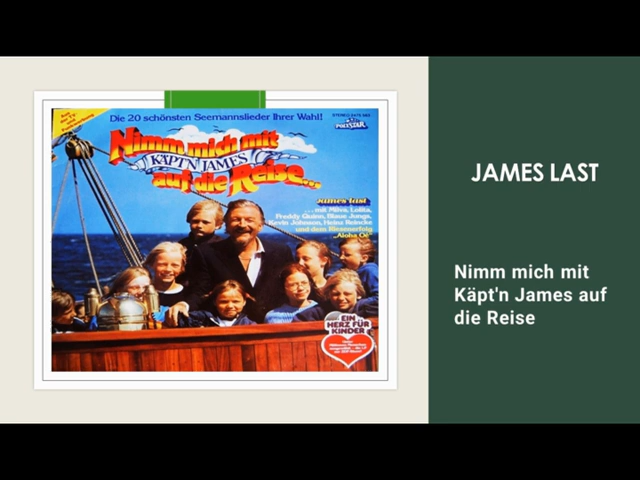 Die 20 schönsten Seemannslieder Ihrer Wahl!
POLYSTAR
Nimm mich mit
KÄPT'N JAMES
auf die Reise...
James Last
... mit Milva, Lolita,
Freddy Quinn, Blaue Jungs,
Kevin Johnson, Heinz Reincke
und dem Riesenerfolg
„Aloha Oé"
EIN
HERZ FÜR
KINDER
JAMES LAST
Nimm mich mit
Käpt'n James auf
die Reise